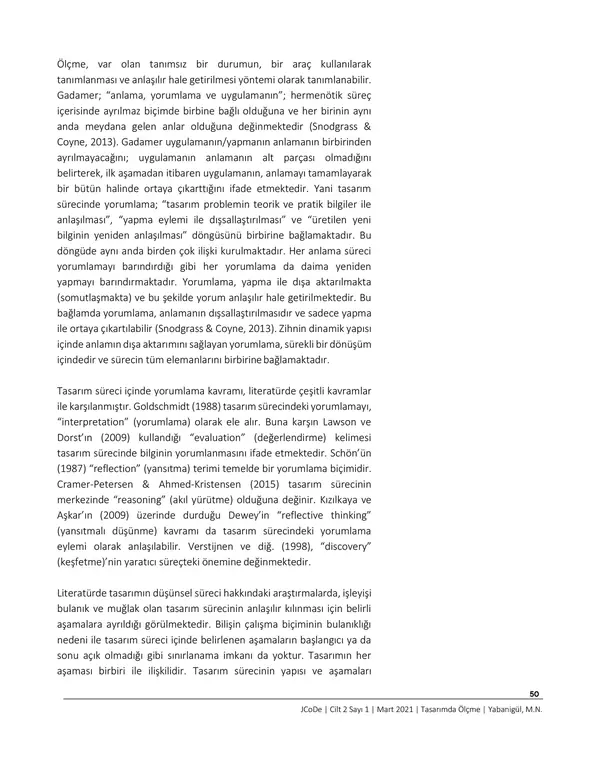 Ölçme, var olan tanımsız bir durumun, bir araç kullanılarak
tanımlanması ve anlaşılır hale getirilmesi yöntemi olarak tanımlanabilir.
Gadamer; “anlama, yorumlama ve uygulamanın”; hermenötik süreç
içerisinde ayrılmaz biçimde birbine bağlı olduğuna ve her birinin aynı
anda meydana gelen anlar olduğuna değinmektedir (Snodgrass &
Coyne, 2013). Gadamer uygulamanın/yapmanın anlamanın birbirinden
ayrılmayacağını; uygulamanın anlamanın alt parçası olmadığını
belirterek, ilk aşamadan itibaren uygulamanın, anlamayı tamamlayarak
bir bütün halinde ortaya çıkarttığını ifade etmektedir. Yani tasarım
sürecinde yorumlama; “tasarım problemin teorik ve pratik bilgiler ile
anlaşılması”, “yapma eylemi ile dışsallaştırılması” ve “üretilen yeni
bilginin yeniden anlaşılması” döngüsünü birbirine bağlamaktadır. Bu
döngüde aynı anda birden çok ilişki kurulmaktadır. Her anlama süreci
yorumlamayı barındırdığı gibi her yorumlama da daima yeniden
yapmayı barındırmaktadır. Yorumlama, yapma ile dışa aktarılmakta
(somutlaşmakta) ve bu şekilde yorum anlaşılır hale getirilmektedir. Bu
bağlamda yorumlama, anlamanın dışsallaştırılmasıdır ve sadece yapma
ile ortaya çıkartılabilir (Snodgrass & Coyne, 2013). Zihnin dinamik yapısı
içinde anlamın dışa aktarımını sağlayan yorumlama, sürekli bir dönüşüm
içindedir ve sürecin tüm elemanlarını birbirine bağlamaktadır.
Tasarım süreci içinde yorumlama kavramı, literatürde çeşitli kavramlar
ile karşılanmıştır. Goldschmidt (1988) tasarım sürecindeki yorumlamayı,
“interpretation” (yorumlama) olarak ele alır. Buna karşın Lawson ve
Dorst’ın (2009) kullandığı “evaluation” (değerlendirme) kelimesi
tasarım sürecinde bilginin yorumlanmasını ifade etmektedir. Schön’ün
(1987) “reflection” (yansıtma) terimi temelde bir yorumlama biçimidir.
Cramer-Petersen & Ahmed-Kristensen (2015) tasarım sürecinin
merkezinde “reasoning” (akıl yürütme) olduğuna değinir. Kızılkaya ve
Aşkar’ın (2009) üzerinde durduğu Dewey’in “reflective thinking”
(yansıtmalı düşünme) kavramı da tasarım sürecindeki yorumlama
eylemi olarak anlaşılabilir. Verstijnen ve diğ. (1998), “discovery”
(keşfetme)’nin yaratıcı süreçteki önemine değinmektedir.
Literatürde tasarımın düşünsel süreci hakkındaki araştırmalarda, işleyişi
bulanık ve muğlak olan tasarım sürecinin anlaşılır kılınması için belirli
aşamalara ayrıldığı görülmektedir. Bilişin çalışma biçiminin bulanıklığı
nedeni ile tasarım süreci içinde belirlenen aşamaların başlangıcı ya da
sonu açık olmadığı gibi sınırlanama imkanı da yoktur. Tasarımın her
aşaması birbiri ile ilişkilidir. Tasarım sürecinin yapısı ve aşamaları
50
JCoDe | Cilt 2 Sayı 1 | Mart 2021 | Tasarımda Ölçme | Yabanigül, M.N.